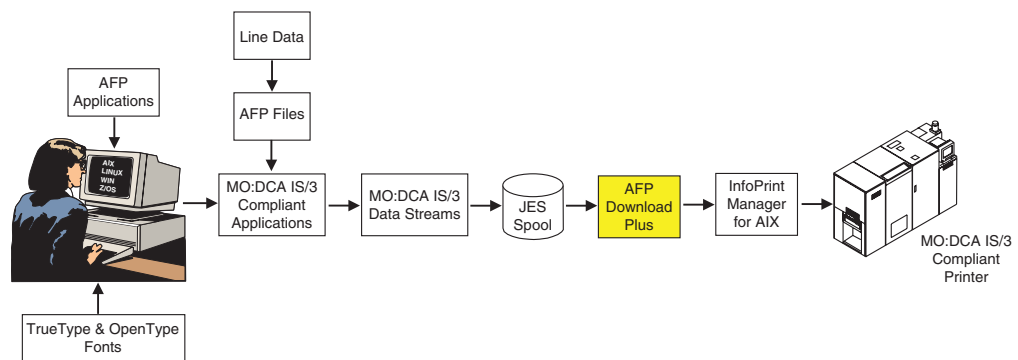 Line Data
AFP
Applications
AFP Files
AIX
LINUX
WIN
Z/OS
MO:DCA IS/3
Compliant
Applications
MO:DCA IS/3
Data Streams
JES
Spool
AFP
Download
Plus
InfoPrint
Manager
for AIX
MO:DCA IS/3
Compliant
Printer
TrueType & OpenType
Fonts